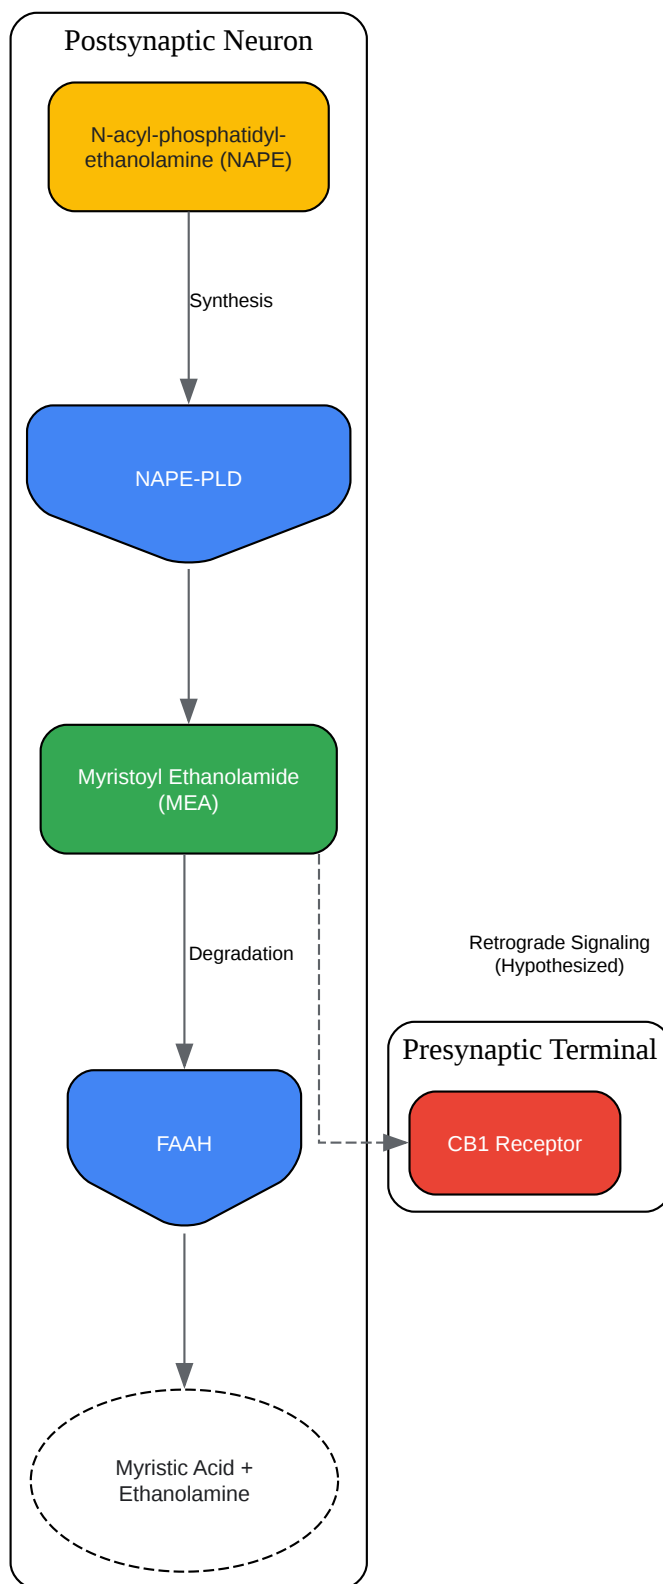 Postsynaptic Neuron
N-acyl-phosphatidyl-
ethanolamine (NAPE)
Synthesis
NAPE-PLD
Myristoyl Ethanolamide
(MEA)
Degradation
Retrograde Signaling
(Hypothesized)
Presynaptic Terminal
FAAH
CB1 Receptor
Myristic Acid +
Ethanolamine